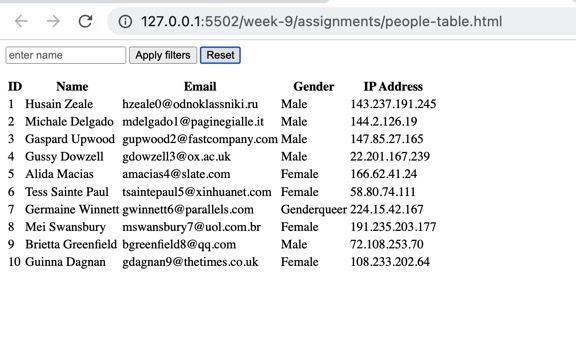 127.0.0.1:5502/week-9/assignments/people-table.html
enter name Apply filters Reset
ID Name Email Gender IP Address
1 Husain Zeale hzeale0@odnoklassniki.ru Male 143.237.191.245
2 Michale Delgado mdelgado1@paginegialle.it Male 144.2.126.19
3 Gaspard Upwood gupwood2@fastcompany.com Male 147.85.27.165
4 Gussy Dowzell gdowzell3@ox.ac.uk Male 22.201.167.239
5 Alida Macias amacias4@slate.com Female 166.62.41.24
6 Tess Sainte Paul tsaintepaul5@xinhuanet.com Female 58.80.74.111
7 Germaine Winnett gwinnett6@parallels.com Genderqueer 224.15.42.167
8 Mei Swansbury mswansbury7@uol.com.br Female 191.235.203.177
9 Brietta Greenfield bgreenfield8@qq.com Male 72.108.253.70
10 Guinna Dagnan gdagnan9@thetimes.co.uk Female 108.233.202.64